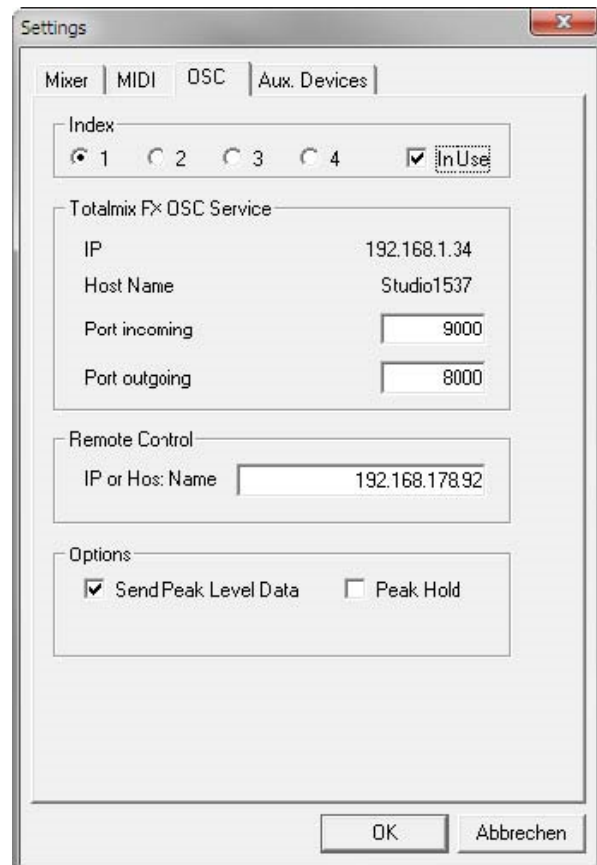 Settings
Mixer MIDI OSC Aux. Devices
Index
1 2 3 4 In Use
Totalmix FX OSC Service
IP 192.168.1.34
Host Name Studio1537
Port incoming 9000
Port outgoing 8000
Remote Control
IP or Host Name 192.168.178.92
Options
Send Peak Level Data Peak Hold
OK Abbrechen